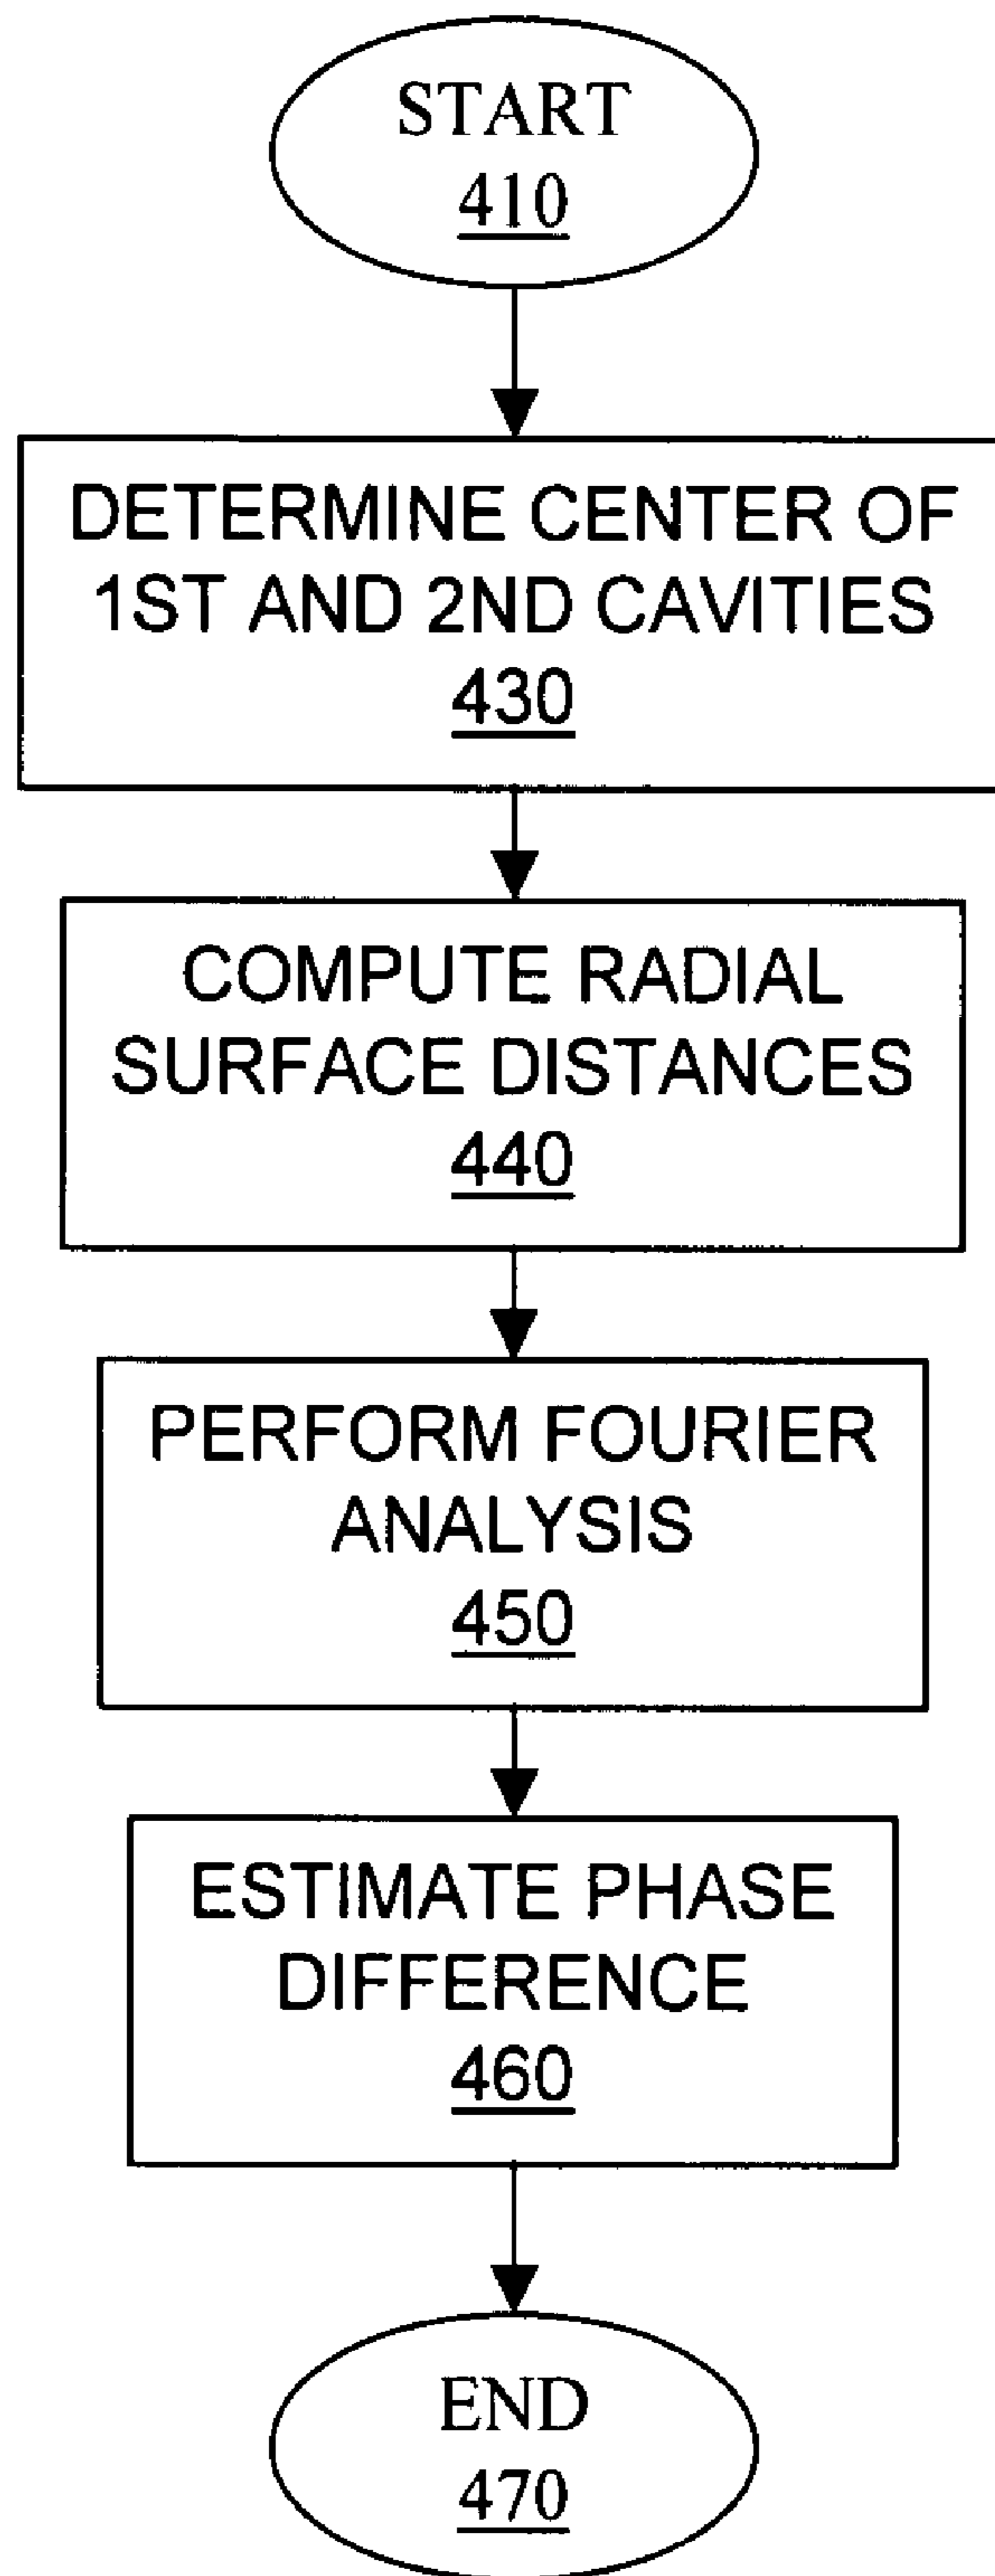 START
410
DETERMINE CENTER OF
1ST AND 2ND CAVITIES
430
COMPUTE RADIAL
SURFACE DISTANCES
440
PERFORM FOURIER
ANALYSIS
450
ESTIMATE PHASE
DIFFERENCE
460
END
470